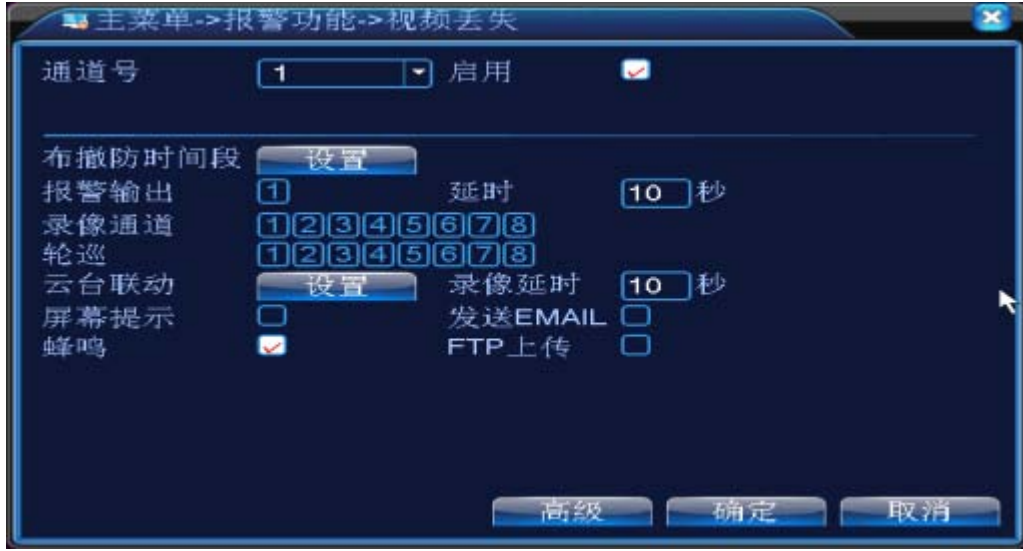 主菜单->报警功能->视频丢失
通道号 1 启用
布撤防时间段 设置
报警输出 1 延时 10 秒
录像通道 1 2 3 4 5 6 7 8
轮巡 1 2 3 4 5 6 7 8
云台联动 设置 录像延时 10 秒
屏幕提示 发送EMAIL
蜂鸣 FTP上传
高级 确定 取消